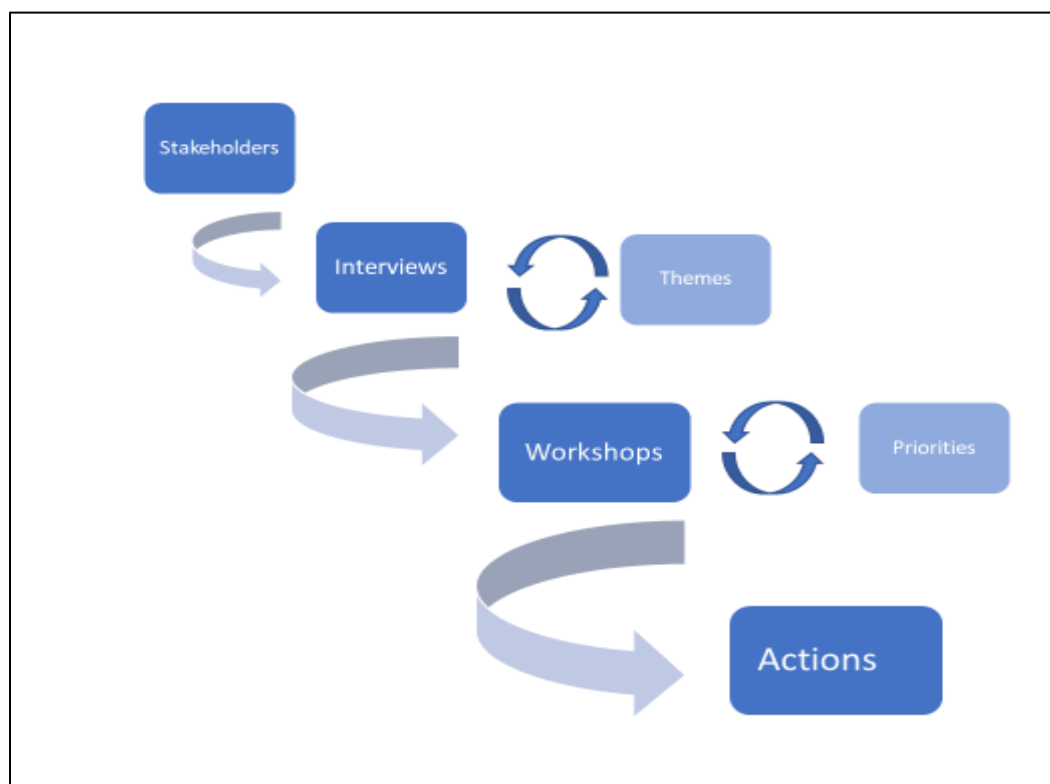 Stakeholders
Interviews
Themes
Workshops
Priorities
Actions